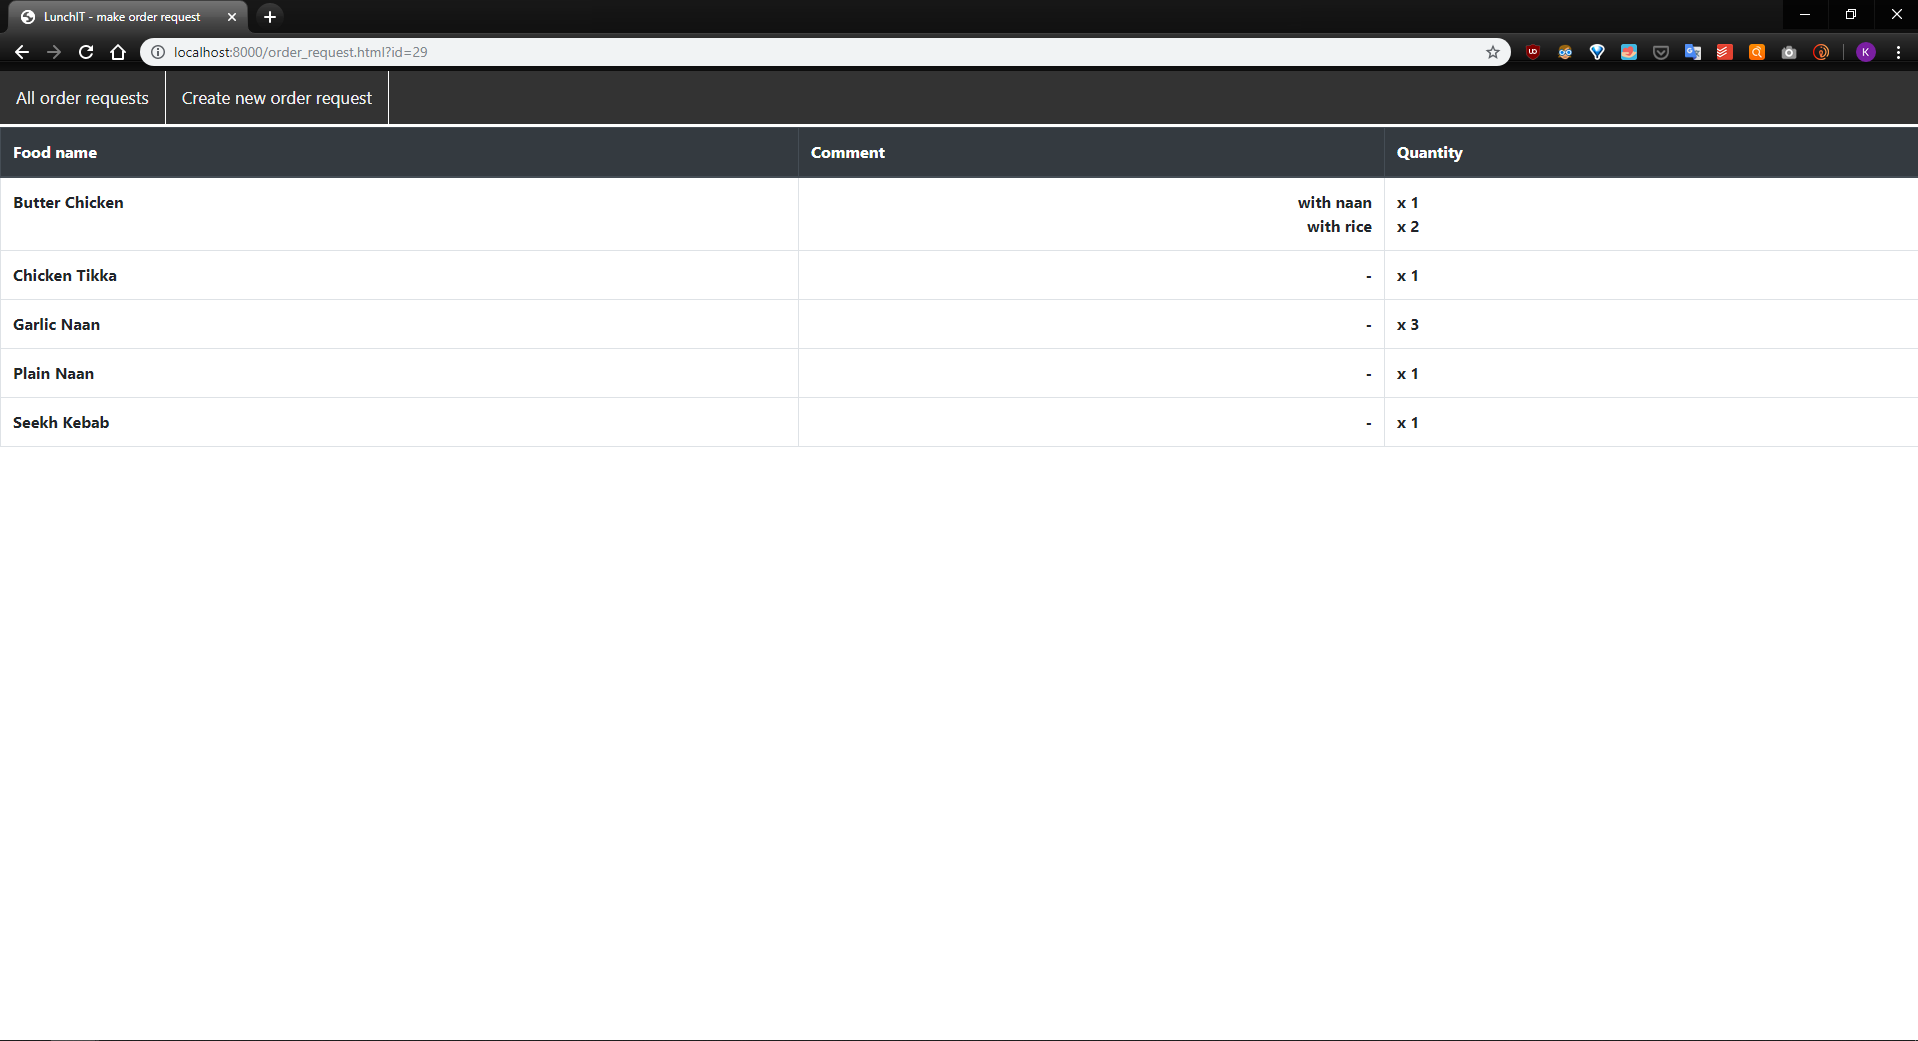 LunchIT - make order request
localhost:8000/order_request.html?id=29
K
All order requests Create new order request
Food name Comment Quantity
Butter Chicken with naan x 1
with rice x 2
Chicken Tikka - x 1
Garlic Naan - x 3
Plain Naan - x 1
Seekh Kebab - x 1